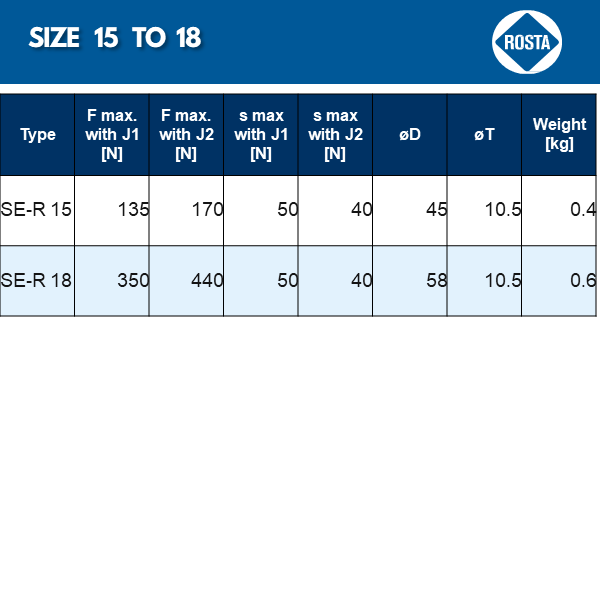 SIZE 15 TO 18
ROSTA
Type F max. with J1 [N] F max. with J2 [N] s max with J1 [N] s max with J2 [N] øD øT Weight [kg]
SE-R 15 135 170 50 40 45 10.5 0.4
SE-R 18 350 440 50 40 58 10.5 0.6